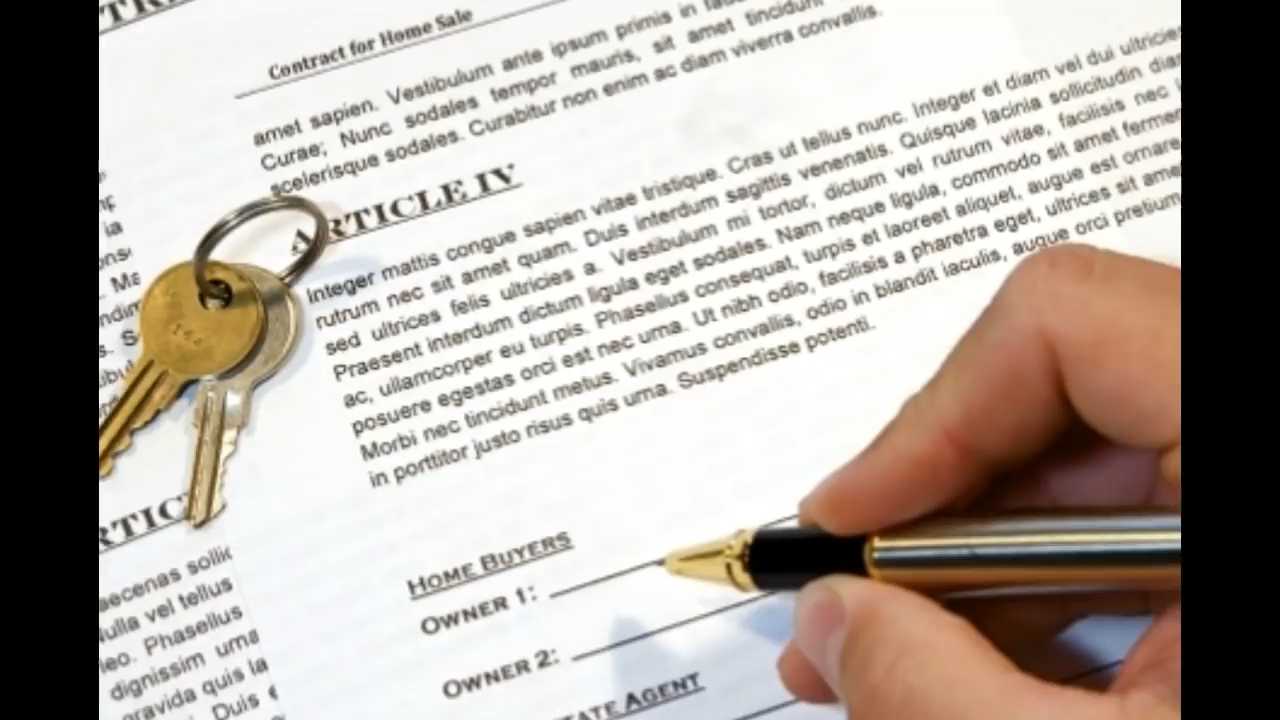 Contract for Home Sale
amet sapien. Vestibulum ante ipsum primis in
Curae; Nunc sodales tempor mauris, sit amet tincidunt
scelerisque sodales. Curabitur non enim ac diam viverra convallis.
ARTICLE IV
Integer mattis congue sapien vitae tristique. Cras ut tellus nunc. Integer et diam vel dui ultricies
rutrum nec sit amet quam. Duis interdum sagittis venenatis. Quisque lacinia sollicitudin
sed ultrices felis ultricies a. Vestibulum mi tortor, dictum vel rutrum vitae, facilisis nec
Praesent interdum dictum ligula eget sodales. Nam neque ligula, commodo sit amet
ac, ullamcorper eu turpis. Phasellus consequat, turpis et laoreet aliquet, augue est ornare
posuere egestas orci est nec urna. Ut nibh odio, facilisis a pharetra eget, ultrices sit
Morbi nec tincidunt metus. Vivamus convallis, odio in blandit iaculis, augue orci pretium
in porttitor justo risus quis urna. Suspendisse potenti.
HOME BUYERS
OWNER 1:
OWNER 2:
TATE AGENT
RTIC
aecenas
Nulla vel tellus
leo. Phasellus
dignissim urna
gravida quis la
Duis